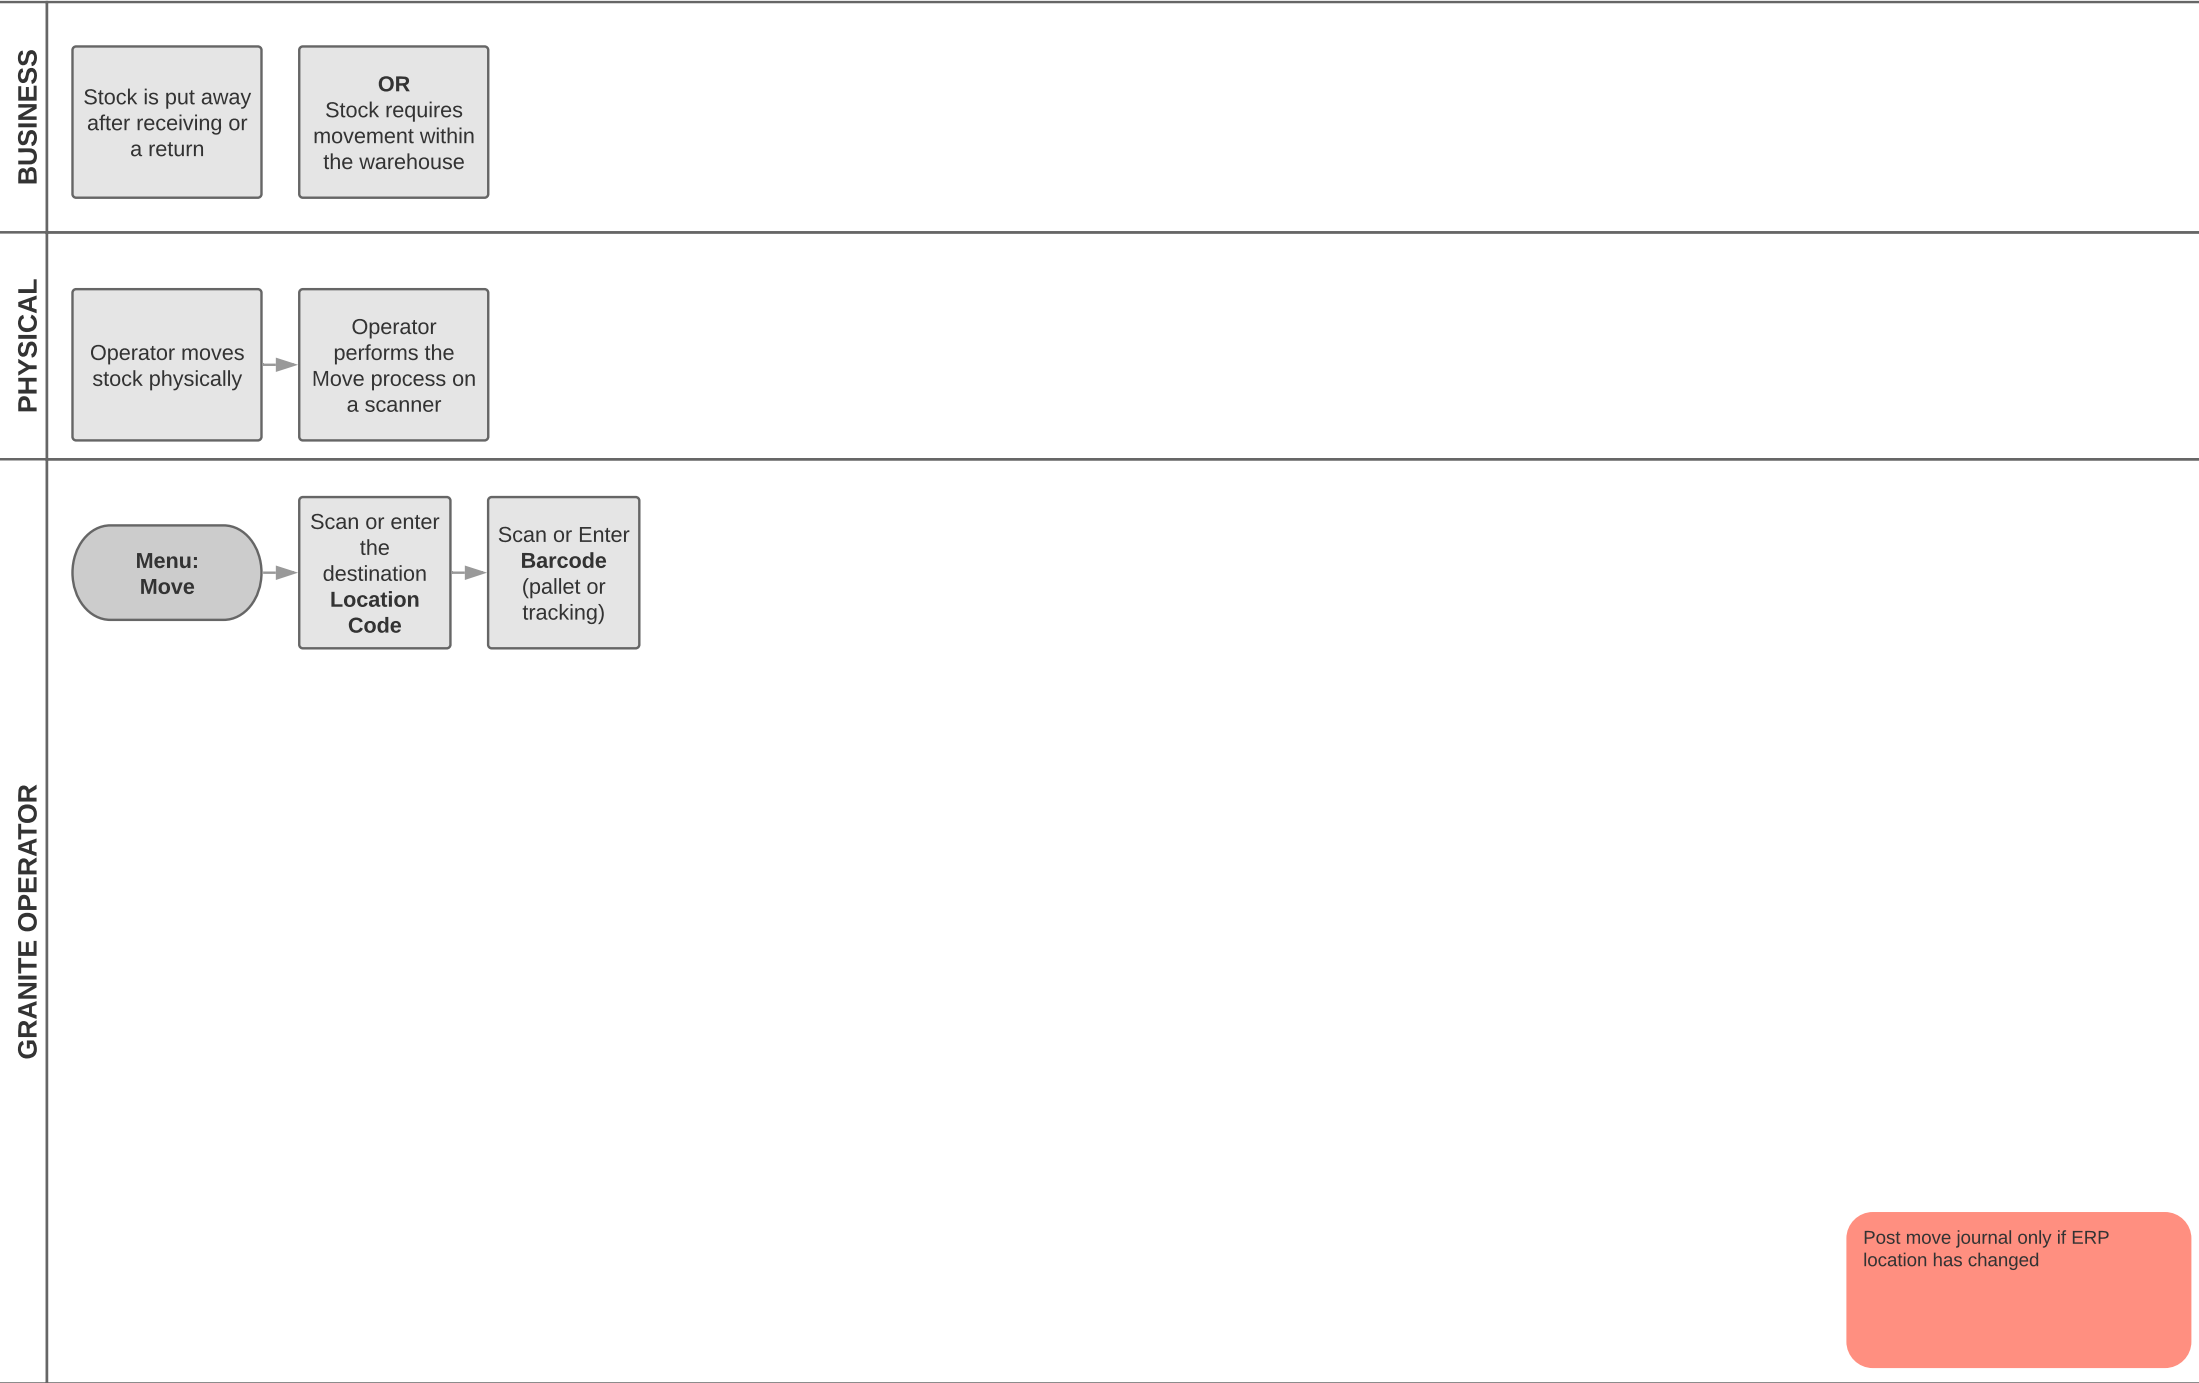 BUSINESS
Stock is put away
after receiving or
a return
OR
Stock requires
movement within
the warehouse
PHYSICAL
Operator moves
stock physically
Operator
performs the
Move process on
a scanner
GRANITE OPERATOR
Menu:
Move
Scan or enter
the
destination
Location
Code
Scan or Enter
Barcode
(pallet or
tracking)
Post move journal only if ERP
location has changed